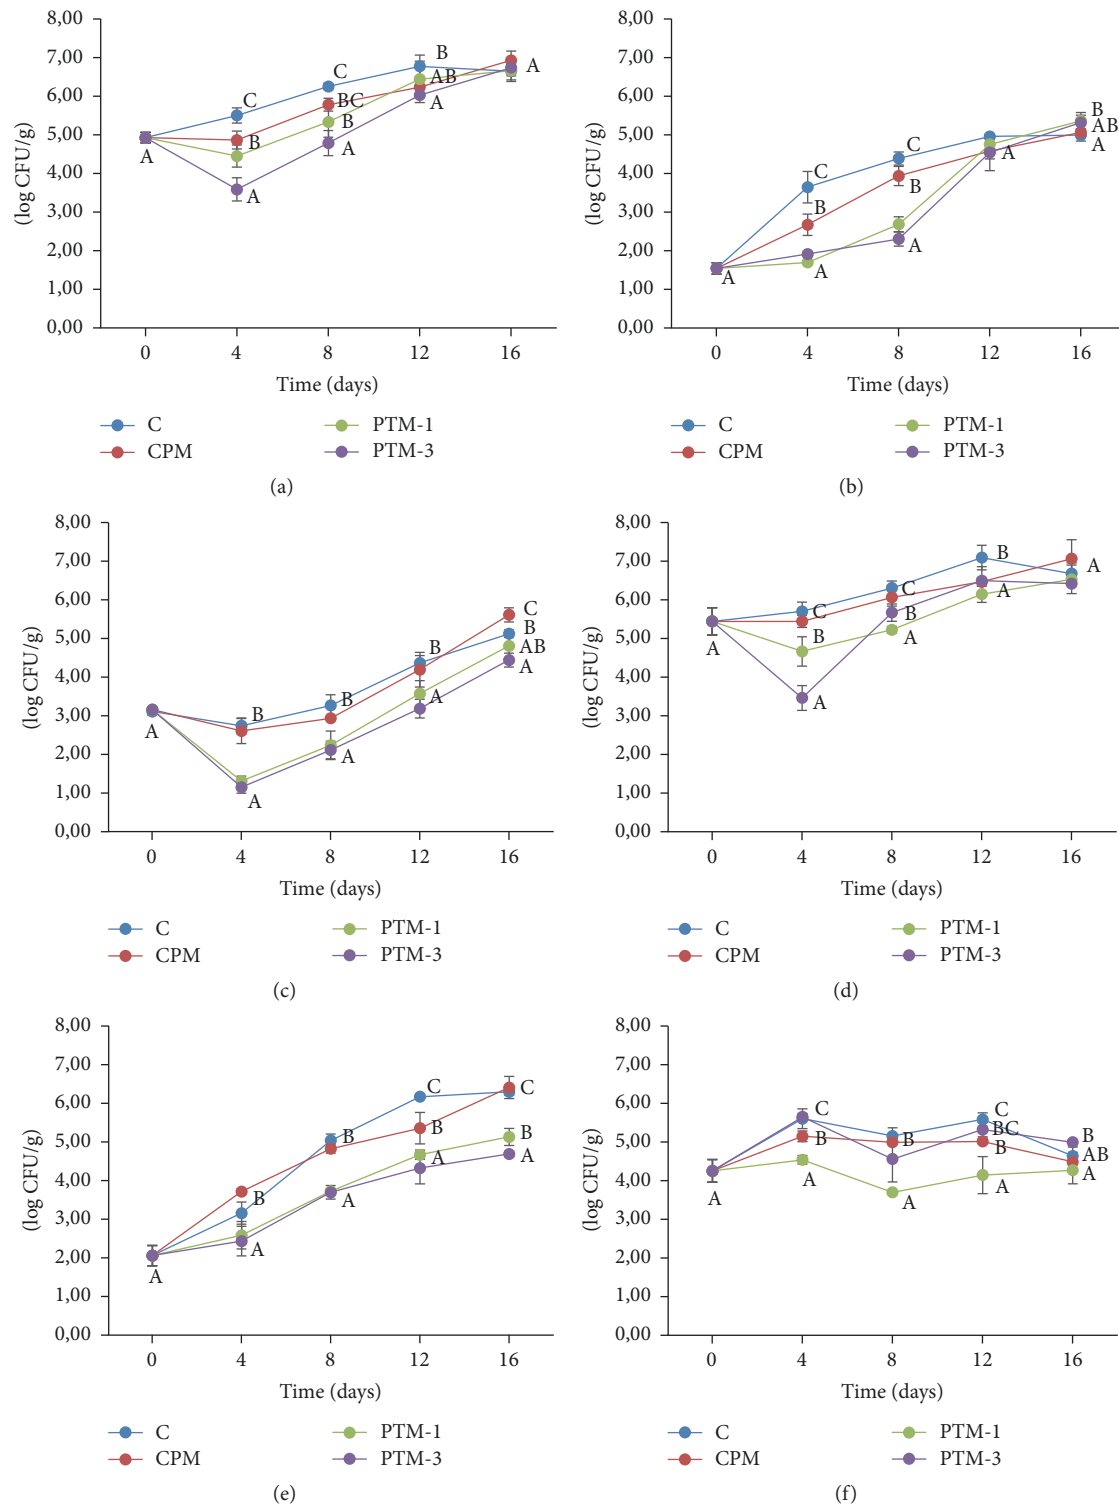 8,00
7,00
6,00
5,00
4,00
3,00
2,00
1,00
0,00
(log CFU/g)
A
C
B
A
C
BC
B
A
B
AB
A
A
0 4 8 12 16
Time (days)
C PTM-1
CPM PTM-3
(a)
8,00
7,00
6,00
5,00
4,00
3,00
2,00
1,00
0,00
(log CFU/g)
A
C
B
A
C
B
A
A
B
AB
A
0 4 8 12 16
Time (days)
C PTM-1
CPM PTM-3
(b)
8,00
7,00
6,00
5,00
4,00
3,00
2,00
1,00
0,00
(log CFU/g)
A
B
A
B
A
B
A
C
B
AB
A
0 4 8 12 16
Time (days)
C PTM-1
CPM PTM-3
(c)
8,00
7,00
6,00
5,00
4,00
3,00
2,00
1,00
0,00
(log CFU/g)
A
C
B
A
C
B
A
B
A
A
0 4 8 12 16
Time (days)
C PTM-1
CPM PTM-3
(d)
8,00
7,00
6,00
5,00
4,00
3,00
2,00
1,00
0,00
(log CFU/g)
A
B
A
B
A
C
B
A
C
B
A
0 4 8 12 16
Time (days)
C PTM-1
CPM PTM-3
(e)
8,00
7,00
6,00
5,00
4,00
3,00
2,00
1,00
0,00
(log CFU/g)
A
C
B
A
B
A
C
BC
B
A
B
AB
A
0 4 8 12 16
Time (days)
C PTM-1
CPM PTM-3
(f)